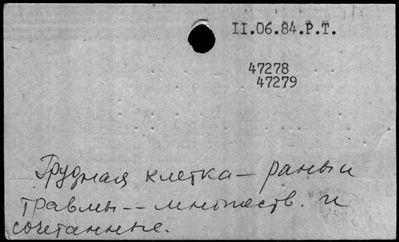 II.06.84.Р.Т.
47278
47279
Грудная клетка – раны и
травмы -- множеств. и
сочетанные.